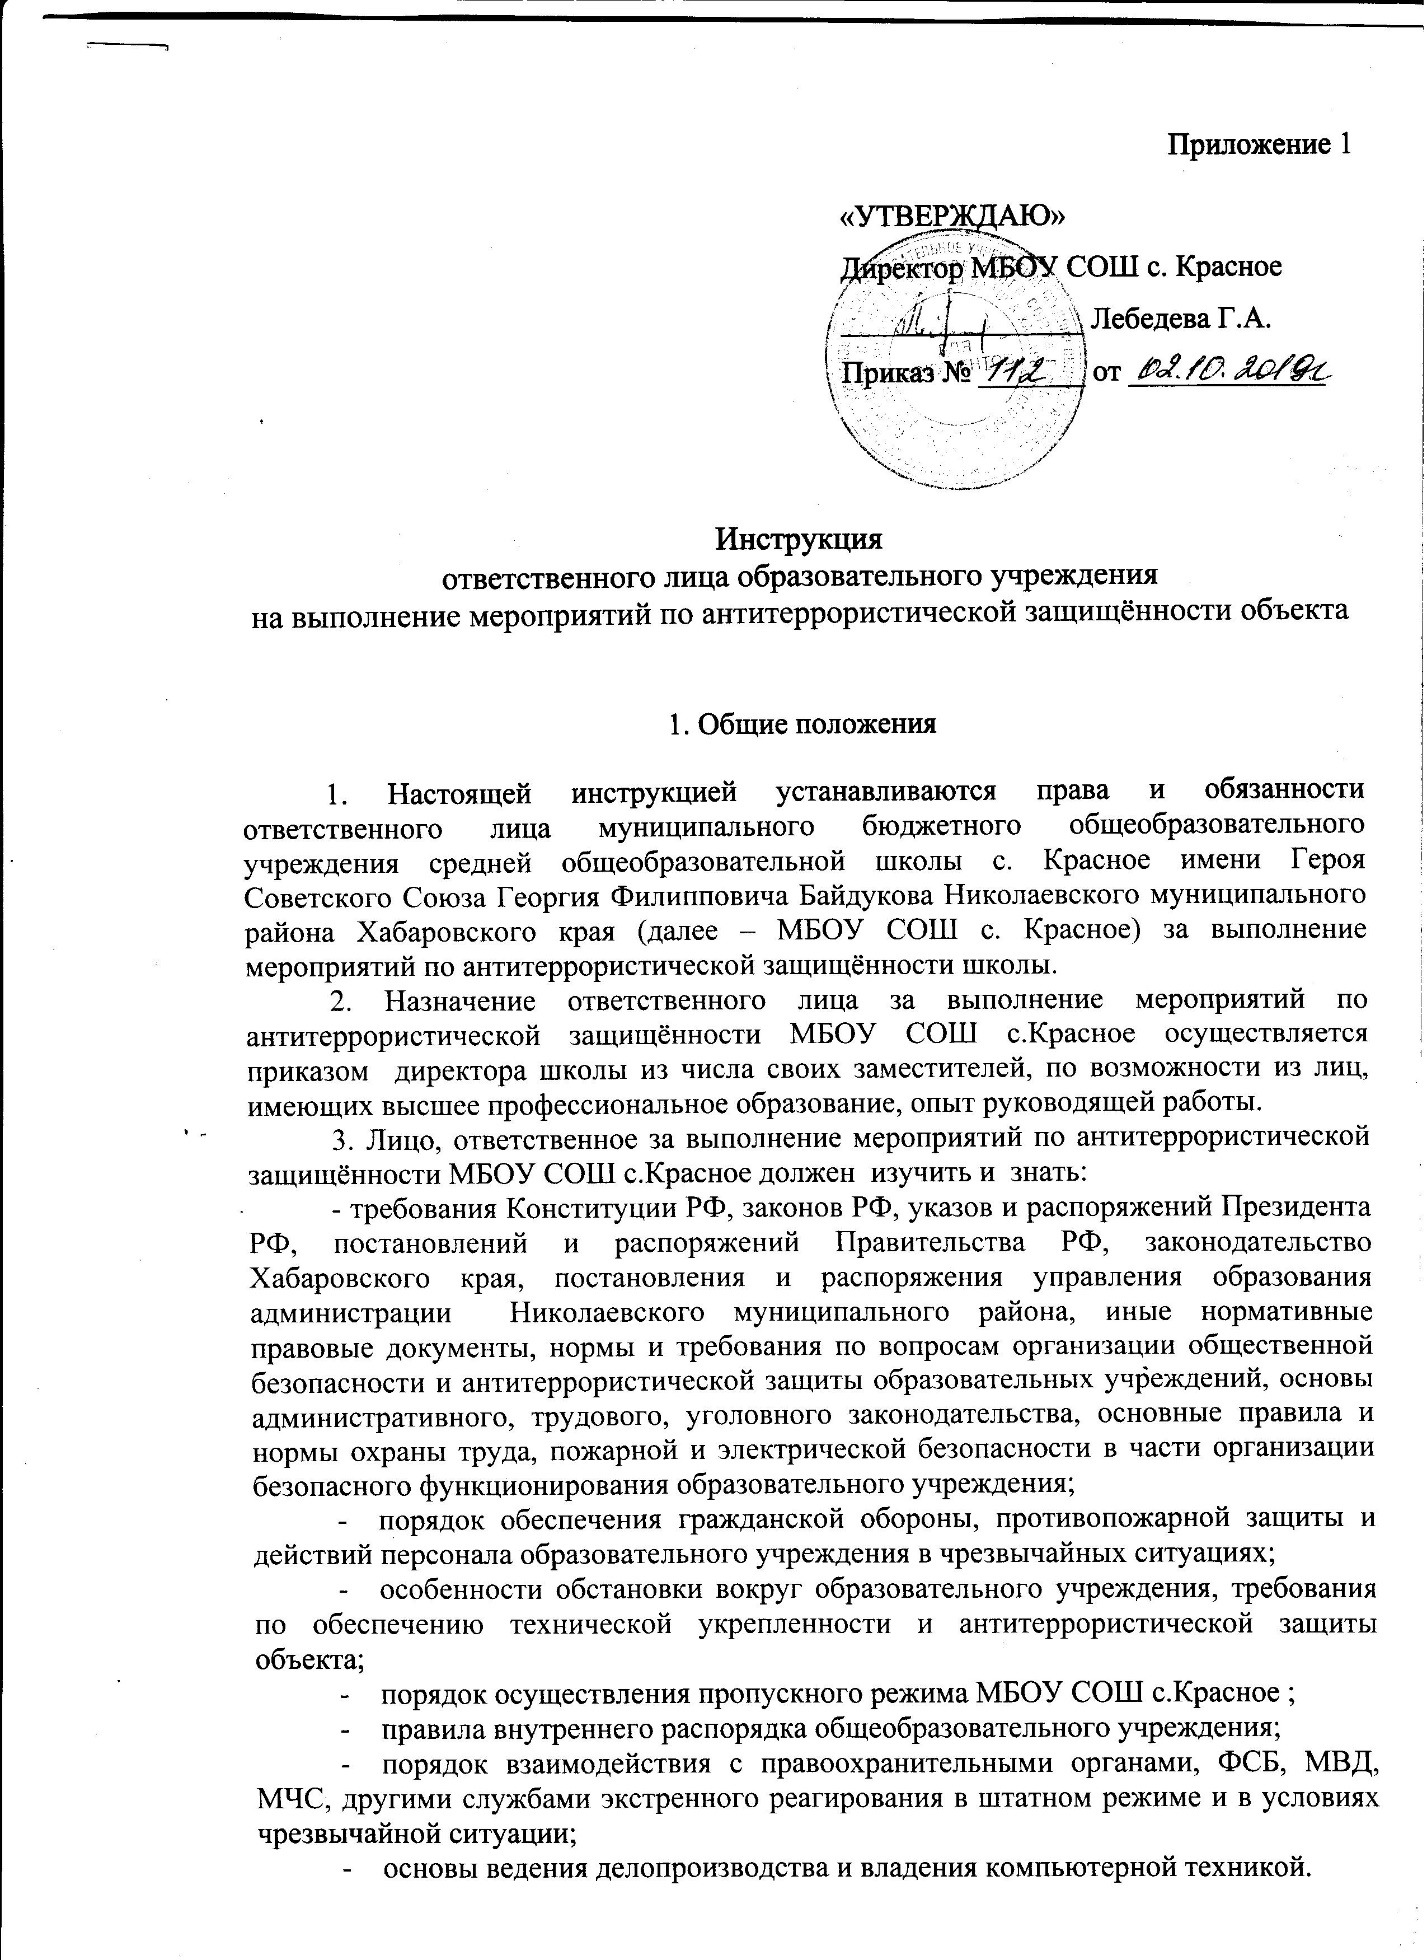 Приложение 1
«УТВЕРЖДАЮ»
Директор МБОУ СОШ с. Красное
Лебедева Г.А.
Приказ № 112 от 02.10.2019г
Инструкция
ответственного лица образовательного учреждения
на выполнение мероприятий по антитеррористической защищённости объекта
1. Общие положения
1. Настоящей инструкцией устанавливаются права и обязанности
ответственного лица муниципального бюджетного общеобразовательного
учреждения средней общеобразовательной школы с. Красное имени Героя
Советского Союза Георгия Филипповича Байдукова Николаевского муниципального
района Хабаровского края (далее – МБОУ СОШ с. Красное) за выполнение
мероприятий по антитеррористической защищённости школы.
2. Назначение ответственного лица за выполнение мероприятий по
антитеррористической защищённости МБОУ СОШ с.Красное осуществляется
приказом директора школы из числа своих заместителей, по возможности из лиц,
имеющих высшее профессиональное образование, опыт руководящей работы.
3. Лицо, ответственное за выполнение мероприятий по антитеррористической
защищённости МБОУ СОШ с.Красное должен изучить и знать:
- требования Конституции РФ, законов РФ, указов и распоряжений Президента
РФ, постановлений и распоряжений Правительства РФ, законодательство
Хабаровского края, постановления и распоряжения управления образования
администрации Николаевского муниципального района, иные нормативные
правовые документы, нормы и требования по вопросам организации общественной
безопасности и антитеррористической защиты образовательных учреждений, основы
административного, трудового, уголовного законодательства, основные правила и
нормы охраны труда, пожарной и электрической безопасности в части организации
безопасного функционирования образовательного учреждения;
- порядок обеспечения гражданской обороны, противопожарной защиты и
действий персонала образовательного учреждения в чрезвычайных ситуациях;
- особенности обстановки вокруг образовательного учреждения, требования
по обеспечению технической укрепленности и антитеррористической защиты
объекта;
- порядок осуществления пропускного режима МБОУ СОШ с.Красное ;
- правила внутреннего распорядка общеобразовательного учреждения;
- порядок взаимодействия с правоохранительными органами, ФСБ, МВД,
МЧС, другими службами экстренного реагирования в штатном режиме и в условиях
чрезвычайной ситуации;
- основы ведения делопроизводства и владения компьютерной техникой.